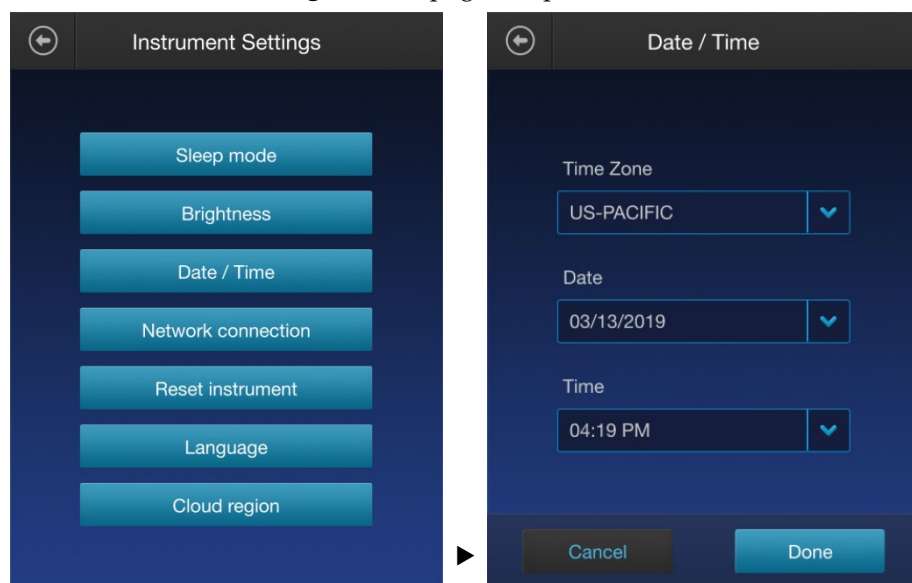 Instrument Settings
Sleep mode
Brightness
Date / Time
Network connection
Reset instrument
Language
Cloud region
Date / Time
Time Zone
US-PACIFIC
Date
03/13/2019
Time
04:19 PM
Cancel
Done